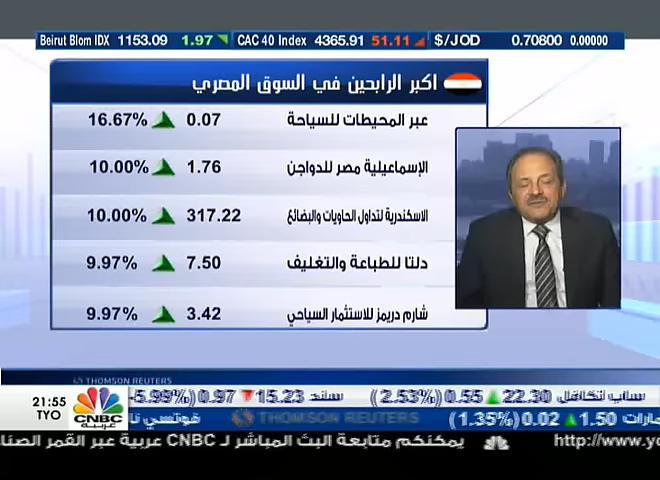 Beirut Blom IDX 1153.09 1.97 CAC 40 Index 4365.91 51.11 $/JOD 0.70800 0.00000
اكبر الرابحين في السوق المصري
عبر المحيطات للسياحة 0.07 16.67%
الإسماعيلية مصر للدواجن 1.76 10.00%
الاسكندرية لتداول الحاويات والبضائع 317.22 10.00%
دلتا للطباعة والتغليف 7.50 9.97%
شارم دريمز للاستثمار السياحي 3.42 9.97%
THOMSON REUTERS
ساب تكافل 22.30 0.55 (2.53%) سند 15.23 0.97 -5.99%)
21:55
TYO
CNBC
عربية
مارات 1.50 0.02 (1.35%) THOMSON REUTERS فوتسي نا
يمكنكم متابعة البث المباشر لـ CNBC عربية عبر القمر الصنا http://www.yo